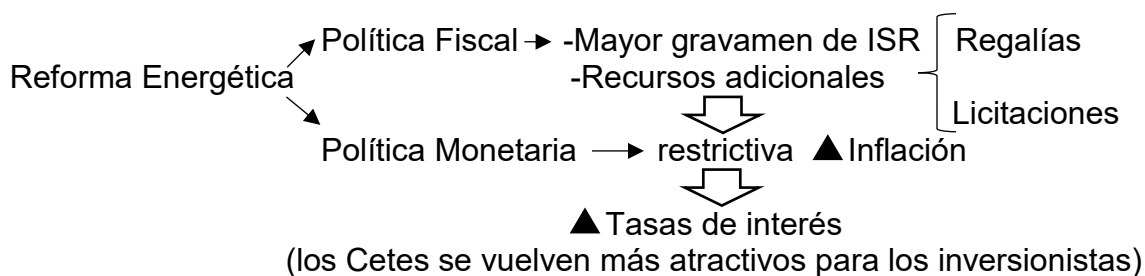 Política Fiscal -Mayor gravamen de ISR Regalías
Reforma Energética -Recursos adicionales
Licitaciones
Política Monetaria restrictiva ▲ Inflación
▲ Tasas de interés
(los Cetes se vuelven más atractivos para los inversionistas)